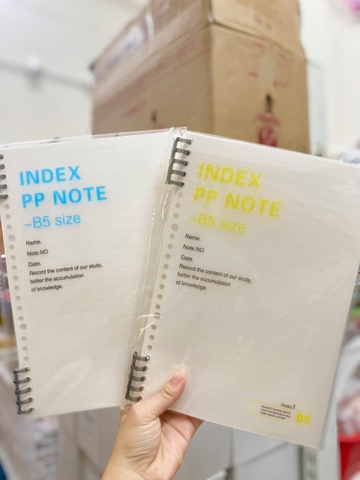 INDEX
PP NOTE
–B5 size
Name.
Note.NO
Date.
Record the content of our study,
better the accumulation
of knowledge.
INDEX
PP NOTE
–B5 size
Name.
Note.NO
Date.
Record the content of our study,
better the accumulation
of knowledge.
B5